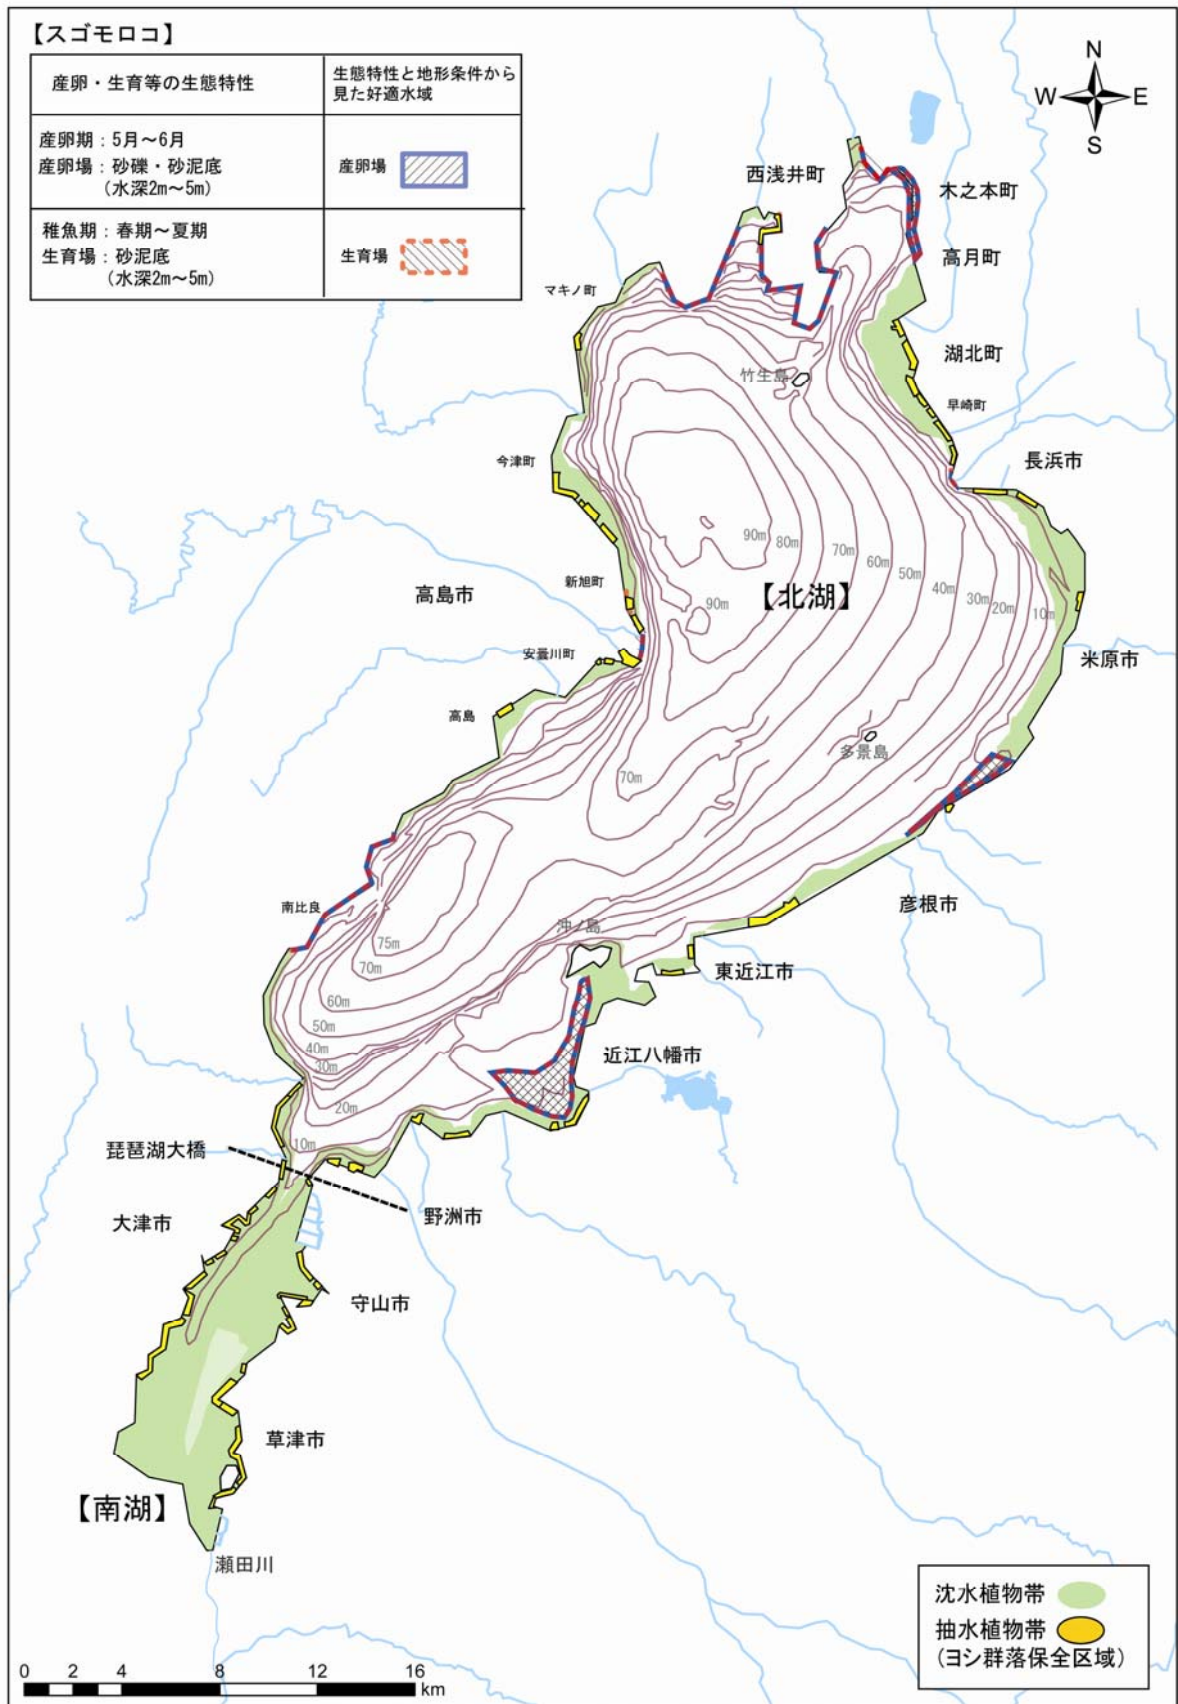 【スゴモロコ】
産卵・生育等の生態特性
生態特性と地形条件から
見た好適水域
産卵期：5月～6月
産卵場：砂礫・砂泥底
（水深2m～5m）
産卵場
稚魚期：春期～夏期
生育場：砂泥底
（水深2m～5m）
生育場
N
W
E
S
西浅井町
木之本町
高月町
マキノ町
湖北町
竹生島
早崎町
今津町
長浜市
90m
80m
70m
60m
50m
40m
30m
20m
10m
新旭町
高島市
90m
【北湖】
安曇川町
米原市
高島
多景島
70m
南比良
彦根市
沖ノ島
75m
70m
東近江市
60m
50m
40m
30m
近江八幡市
20m
10m
琵琶湖大橋
大津市
野洲市
守山市
草津市
【南湖】
瀬田川
沈水植物帯
抽水植物帯
（ヨシ群落保全区域）
0 2 4 8 12 16
km